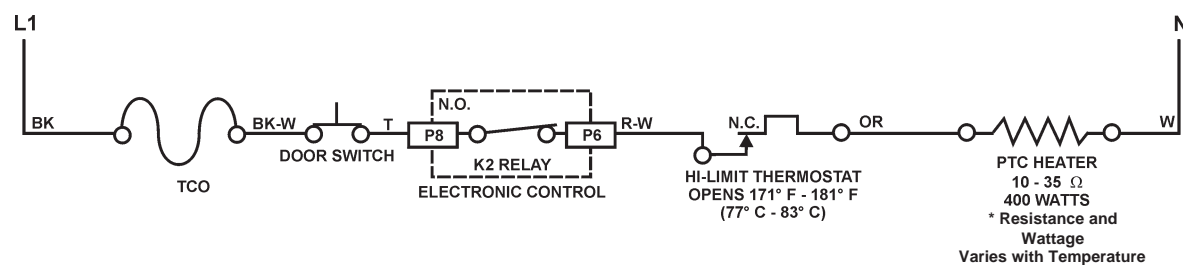 L1
N
BK
TCO
BK-W
DOOR SWITCH
T
N.O.
P8
P6
K2 RELAY
ELECTRONIC CONTROL
R-W
N.C.
HI-LIMIT THERMOSTAT
OPENS 171° F - 181° F
(77° C - 83° C)
OR
W
PTC HEATER
10 - 35 Ω
400 WATTS
* Resistance and
Wattage
Varies with Temperature